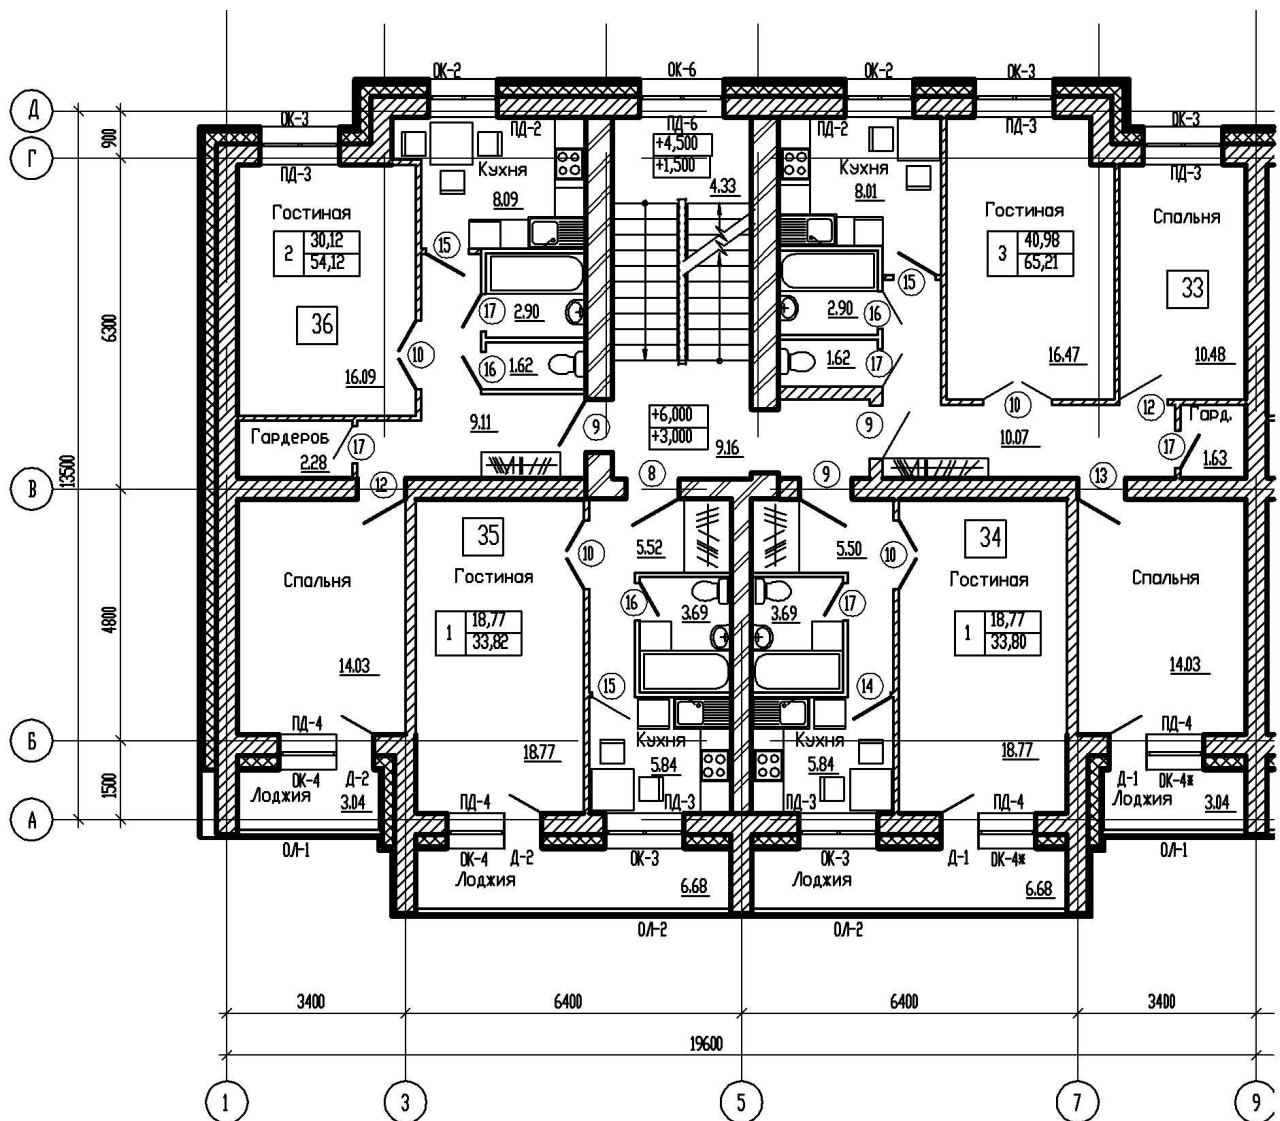 ОК-2
ОК-6
ОК-2
ОК-3
Д
ОК-3
ПД-2
ПД-6
ПД-2
ПД-3
ОК-3
900
+4,500
Г
+1,500
ПД-3
Кухня
4.33
Кухня
ПД-3
8.09
8.01
Гостиная
Гостиная
Спальня
2
30,12
54,12
15
3
40,98
65,21
15
33
36
17
2.90
2.90
16
6300
10
16
1.62
1.62
17
16.09
16.47
10.48
+6,000
+3,000
9.11
9
9
10
12
Гард.
Гардероб
17
2.28
9.16
10.07
17
1.63
13500
В
12
8
9
13
35
34
10
5.52
5.50
10
Спальня
Гостиная
Гостиная
Спальня
16
3.69
3.69
17
4800
1
18,77
33,82
1
18,77
33,80
14.03
14.03
15
14
ПД-4
ПД-4
Б
Кухня
Кухня
18.77
5.84
5.84
18.77
1500
ОК-4
Д-2
Д-1
ОК-4*
Лоджия
3.04
Лоджия
3.04
А
ПД-4
ПД-3
ПД-3
ПД-4
ОЛ-1
ОК-4
Д-2
ОК-3
ОК-3
Д-1
ОК-4*
ОЛ-1
Лоджия
6.68
Лоджия
6.68
ОЛ-2
ОЛ-2
3400
6400
6400
3400
19600
1
3
5
7
9